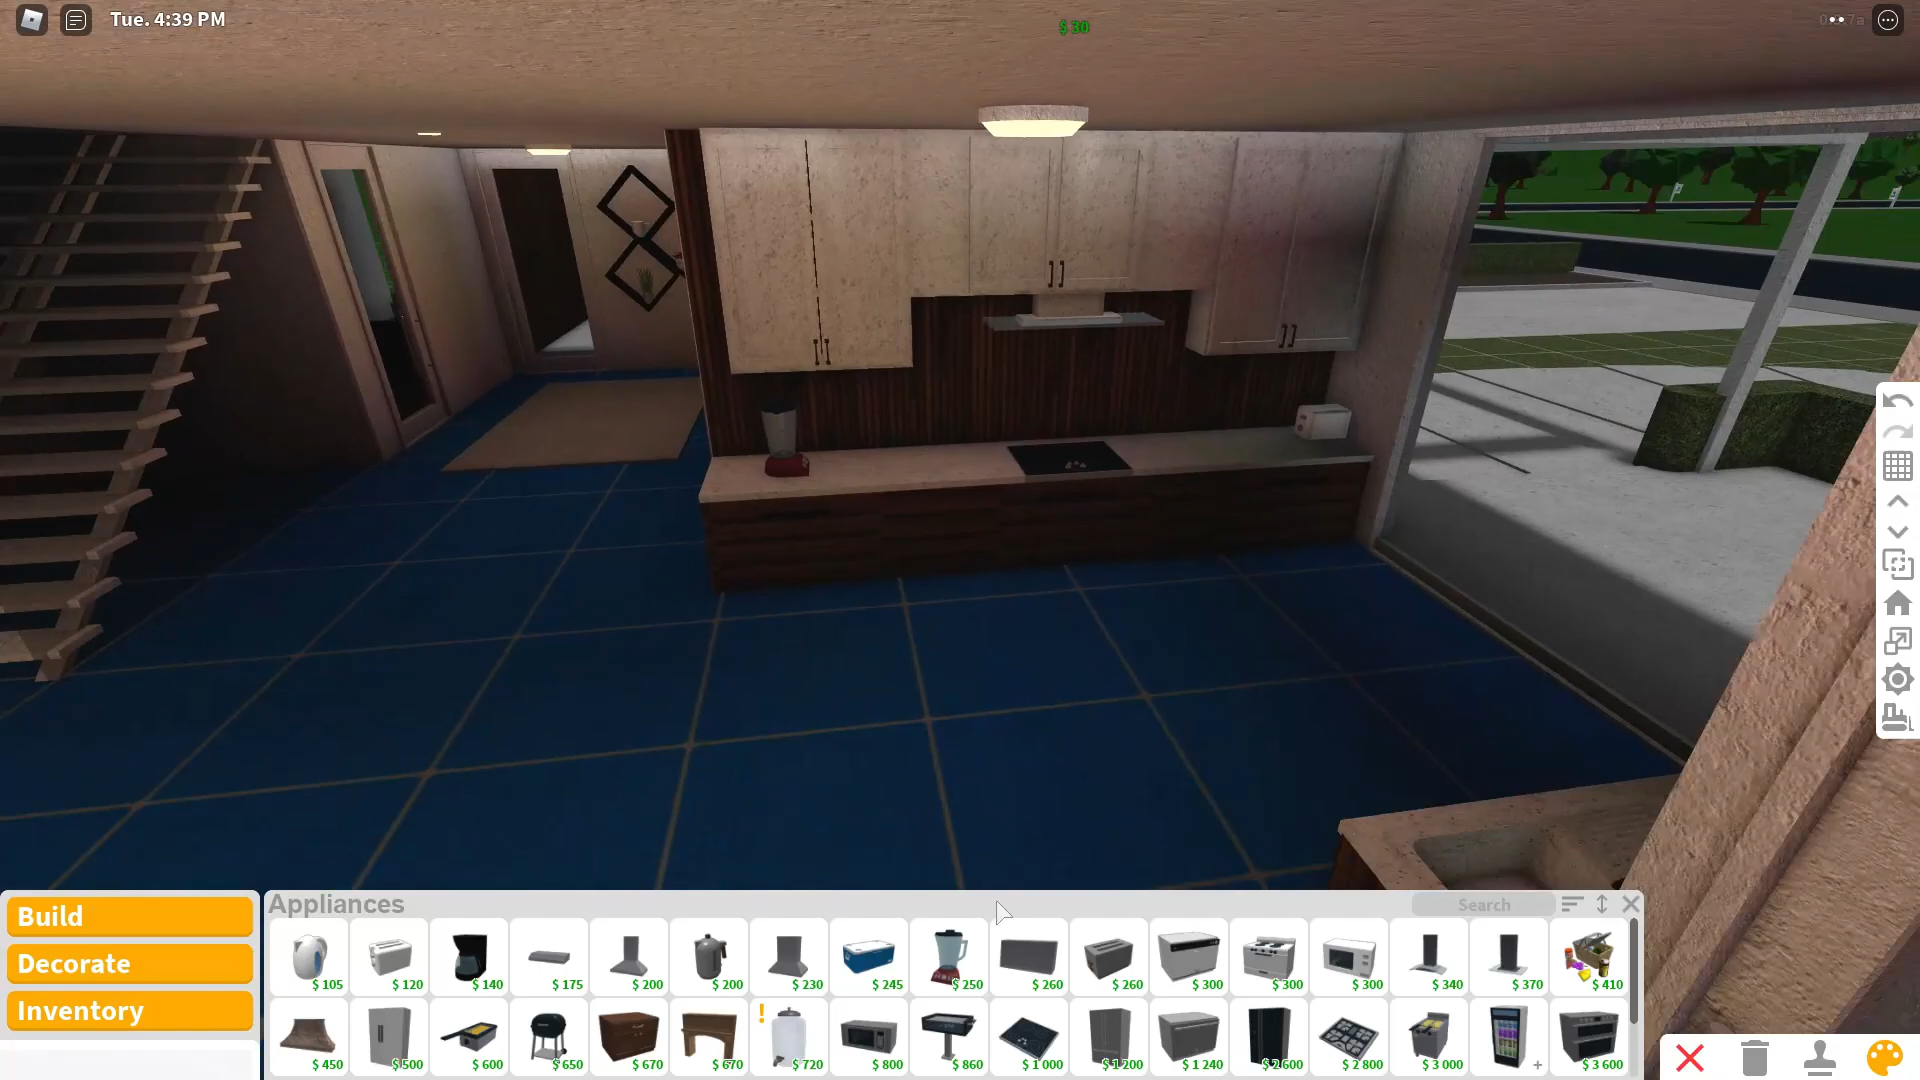 Tue. 4:39 PM
$ 30
Build
Decorate
Inventory
Appliances
Search
$ 105 $ 120 $ 140 $ 175 $ 200 $ 200 $ 230 $ 245 $ 250 $ 260 $ 260 $ 300 $ 300 $ 300 $ 340 $ 370 $ 410
$ 450 $ 500 $ 600 $ 650 $ 670 $ 670 ! $ 720 $ 800 $ 860 $ 1 000 $ 1 200 $ 1 240 $ 2 600 $ 2 800 $ 3 000 + $ 3 600